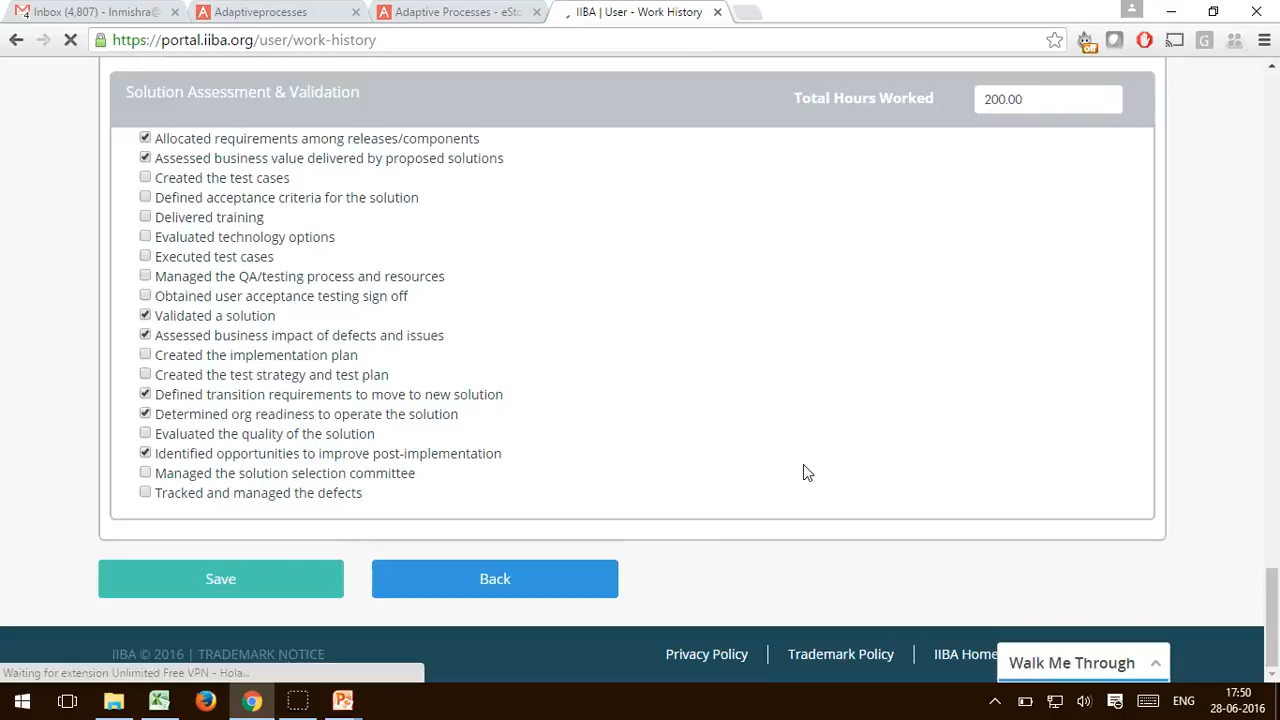 Inbox (4,807) - Inmishra@
Adaptiveprocesses
Adaptive Processes - eSto
IIBA | User - Work History
https://portal.iiba.org/user/work-history
off
Solution Assessment & Validation
Total Hours Worked
200.00
Allocated requirements among releases/components
Assessed business value delivered by proposed solutions
Created the test cases
Defined acceptance criteria for the solution
Delivered training
Evaluated technology options
Executed test cases
Managed the QA/testing process and resources
Obtained user acceptance testing sign off
Validated a solution
Assessed business impact of defects and issues
Created the implementation plan
Created the test strategy and test plan
Defined transition requirements to move to new solution
Determined org readiness to operate the solution
Evaluated the quality of the solution
Identified opportunities to improve post-implementation
Managed the solution selection committee
Tracked and managed the defects
Save
Back
IIBA © 2016 | TRADEMARK NOTICE
Privacy Policy
Trademark Policy
IIBA Home
Walk Me Through
Waiting for extension Unlimited Free VPN - Hola...
ENG
17:50
28-06-2016